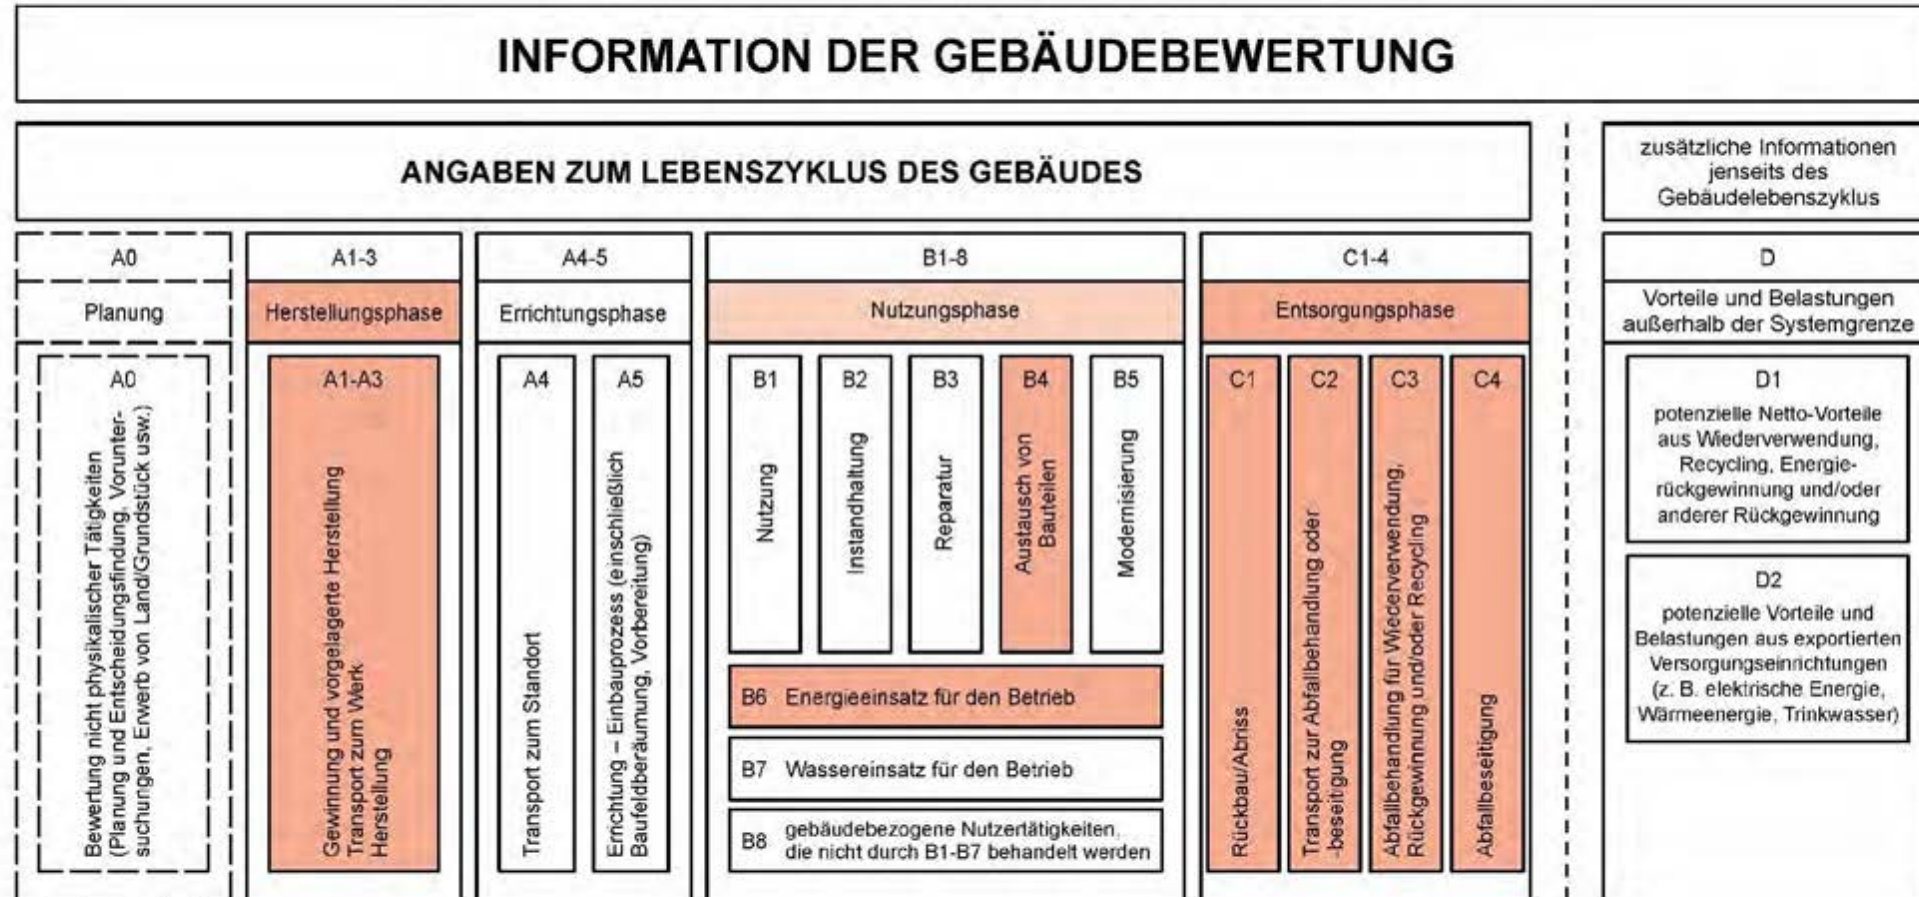 INFORMATION DER GEBÄUDEBEWERTUNG
ANGABEN ZUM LEBENSZYKLUS DES GEBÄUDES
zusätzliche Informationen
jenseits des
Gebäudelebenszyklus
A0
Planung
A0
Bewertung nicht physikalischer Tätigkeiten
(Planung und Entscheidungsfindung, Vorunter-
suchungen, Erwerb von Land/Grundstück usw.)
A1-3
Herstellungsphase
A1-A3
Gewinnung und vorgelagerte Herstellung
Transport zum Werk
Herstellung
A4-5
Errichtungsphase
A4
Transport zum Standort
A5
Errichtung – Einbauprozess (einschließlich
Baufeldberäumung, Vorbereitung)
B1-8
Nutzungsphase
B1
Nutzung
B2
Instandhaltung
B3
Reparatur
B4
Austausch von
Bauteilen
B5
Modernisierung
B6 Energieeinsatz für den Betrieb
B7 Wassereinsatz für den Betrieb
B8 gebäudebezogene Nutzertätigkeiten,
die nicht durch B1-B7 behandelt werden
C1-4
Entsorgungsphase
C1
Rückbau/Abriss
C2
Transport zur Abfallbehandlung oder
-beseitigung
C3
Abfallbehandlung für Wiederverwendung,
Rückgewinnung und/oder Recycling
C4
Abfallbeseitigung
D
Vorteile und Belastungen
außerhalb der Systemgrenze
D1
potenzielle Netto-Vorteile
aus Wiederverwendung,
Recycling, Energie-
rückgewinnung und/oder
anderer Rückgewinnung
D2
potenzielle Vorteile und
Belastungen aus exportierten
Versorgungseinrichtungen
(z. B. elektrische Energie,
Wärmeenergie, Trinkwasser)